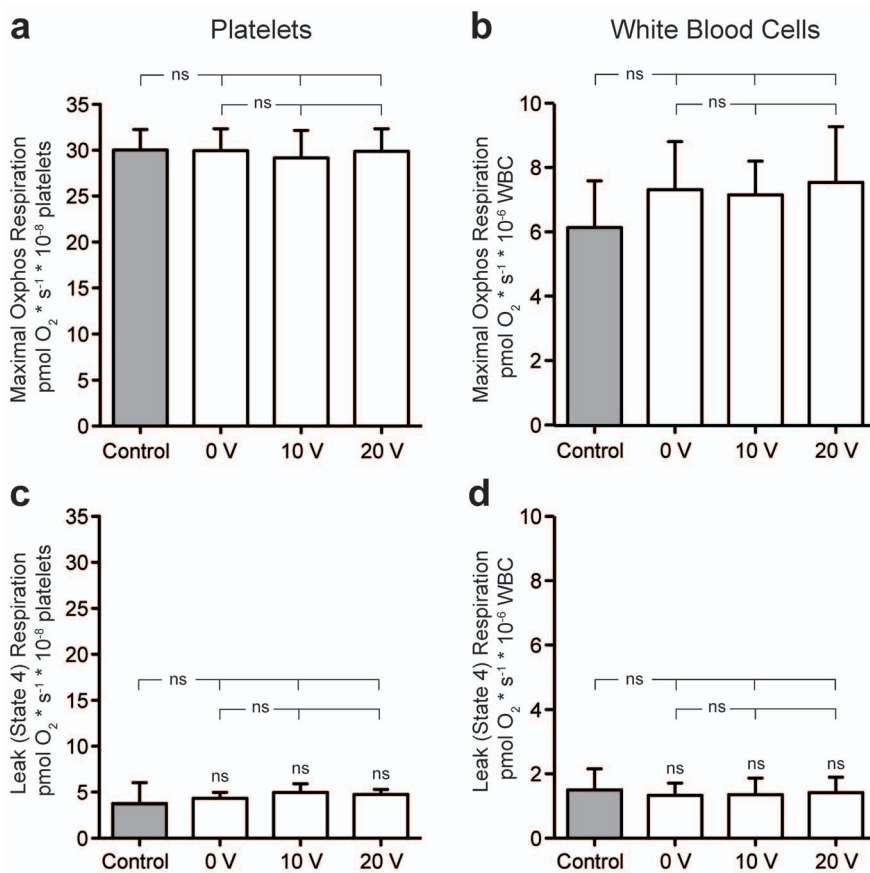 a
Platelets
ns
ns
Maximal Oxphos Respiration
pmol O₂ * s⁻¹ * 10⁻⁸ platelets
35
30
25
20
15
10
5
0
Control
0 V
10 V
20 V
b
White Blood Cells
ns
ns
Maximal Oxphos Respiration
pmol O₂ * s⁻¹ * 10⁻⁶ WBC
10
8
6
4
2
0
Control
0 V
10 V
20 V
c
Leak (State 4) Respiration
pmol O₂ * s⁻¹ * 10⁻⁸ platelets
35
30
25
20
15
10
5
0
ns
ns
ns
ns
ns
Control
0 V
10 V
20 V
d
Leak (State 4) Respiration
pmol O₂ * s⁻¹ * 10⁻⁶ WBC
10
8
6
4
2
0
ns
ns
ns
ns
ns
Control
0 V
10 V
20 V